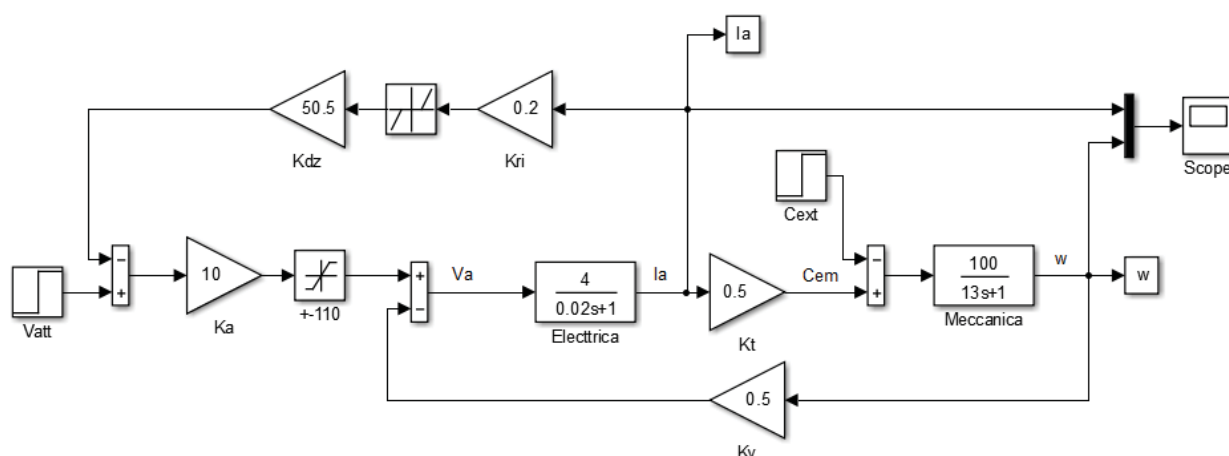 Ia
50.5
0.2
Kdz
Kri
Scope
Cext
10
+
−
Va
4
0.02s+1
Ia
0.5
Cem
−
+
100
13s+1
w
w
−
+
Vatt
Ka
+-110
Electtrica
Kt
Meccanica
0.5
Kv